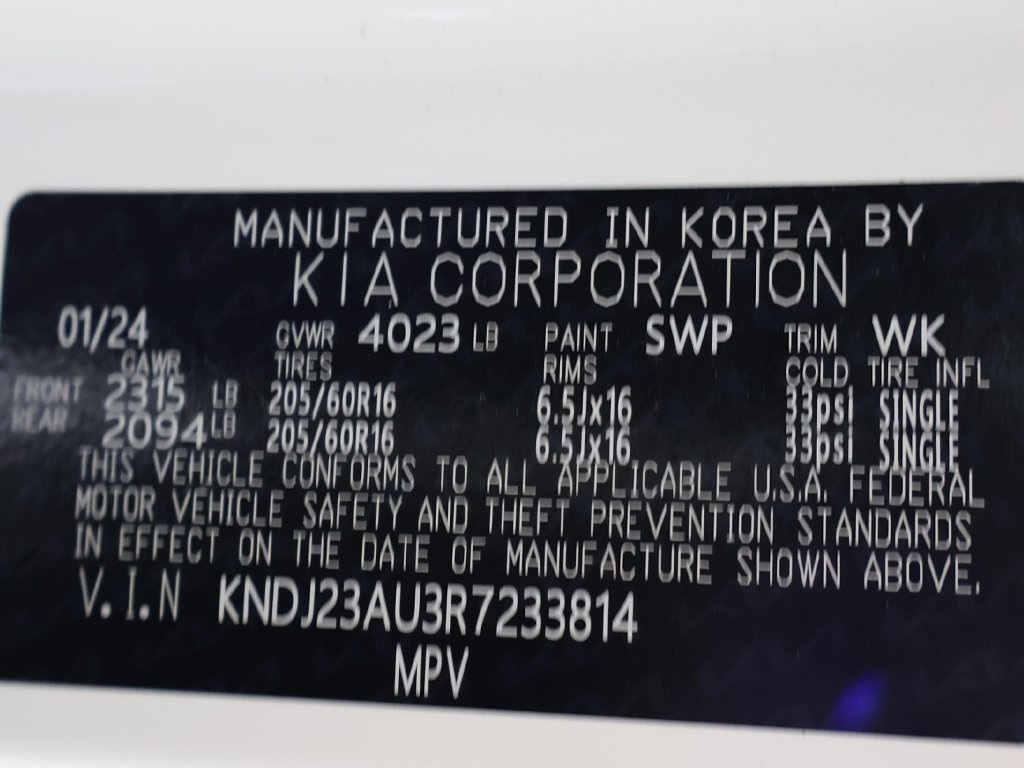 MANUFACTURED IN KOREA BY
KIA CORPORATION
01/24 GVWR 4023 LB PAINT SWP TRIM WK
GAWR TIRES RIMS COLD TIRE INFL
FRONT 2315 LB 205/60R16 6.5Jx16 33psi SINGLE
REAR 2094 LB 205/60R16 6.5Jx16 33psi SINGLE
THIS VEHICLE CONFORMS TO ALL APPLICABLE U.S.A. FEDERAL
MOTOR VEHICLE SAFETY AND THEFT PREVENTION STANDARDS
IN EFFECT ON THE DATE OF MANUFACTURE SHOWN ABOVE.
V.I.N KNDJ23AU3R7233814
MPV